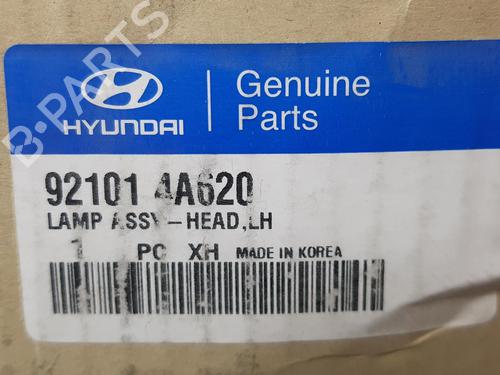 B-PARTS
HYUNDAI
Genuine
Parts
92101 4A620
LAMP ASSY-HEAD,LH
1 PC XH MADE IN KOREA